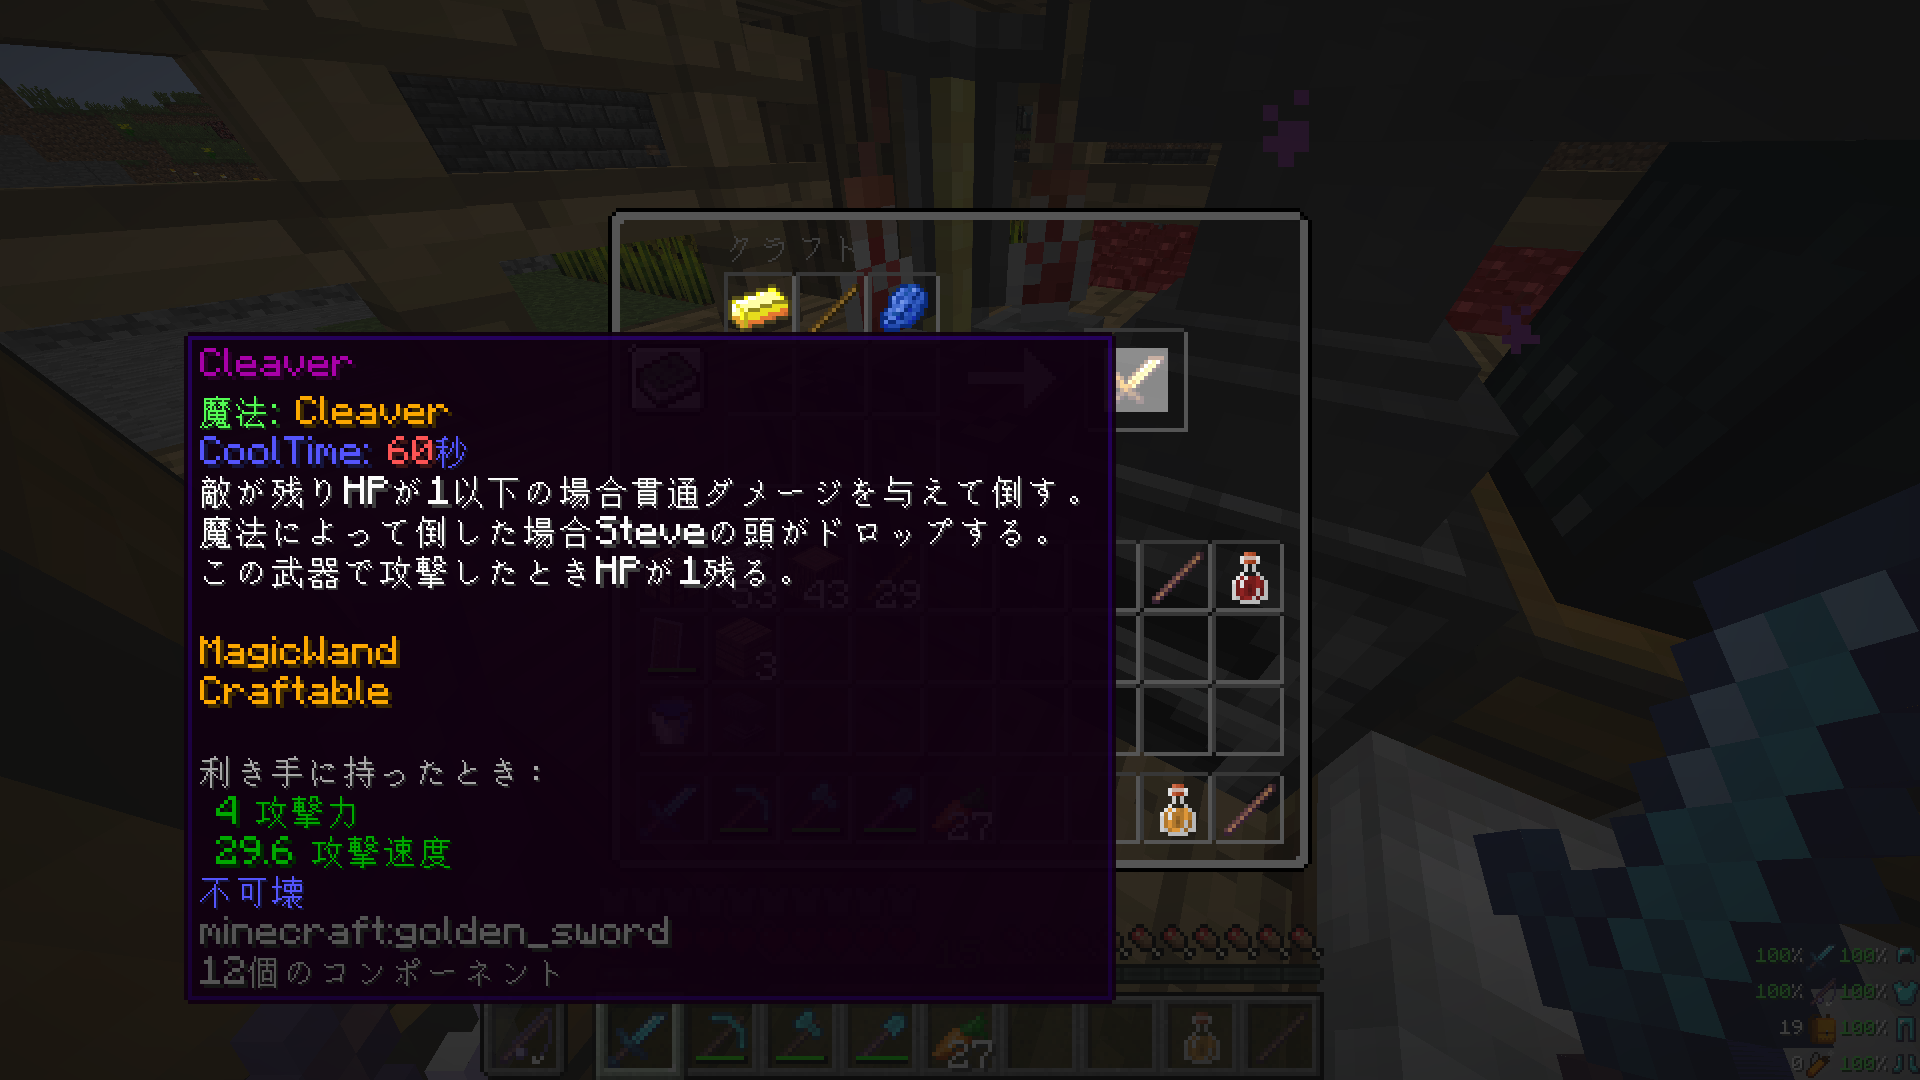 クラフト
Cleaver
魔法: Cleaver
CoolTime: 60秒
敵が残りHPが1以下の場合貫通ダメージを与えて倒す。
魔法によって倒した場合Steveの頭がドロップする。
この武器で攻撃したときHPが1残る。
53 43 29
MagicWand
3
Craftable
利き手に持ったとき:
4 攻撃力
27
29.6 攻撃速度
不可壊
minecraft:golden_sword
12個のコンポーネント
100% 100%
100% 100%
19 100%
0 100%
27